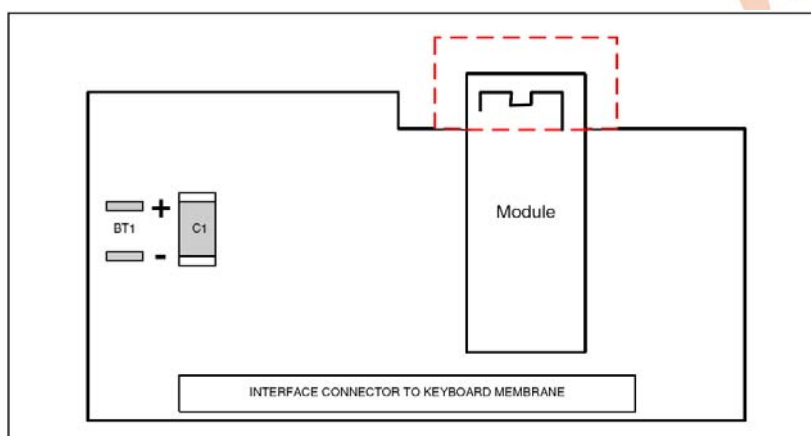 Module
+
BT1
C1
-
INTERFACE CONNECTOR TO KEYBOARD MEMBRANE